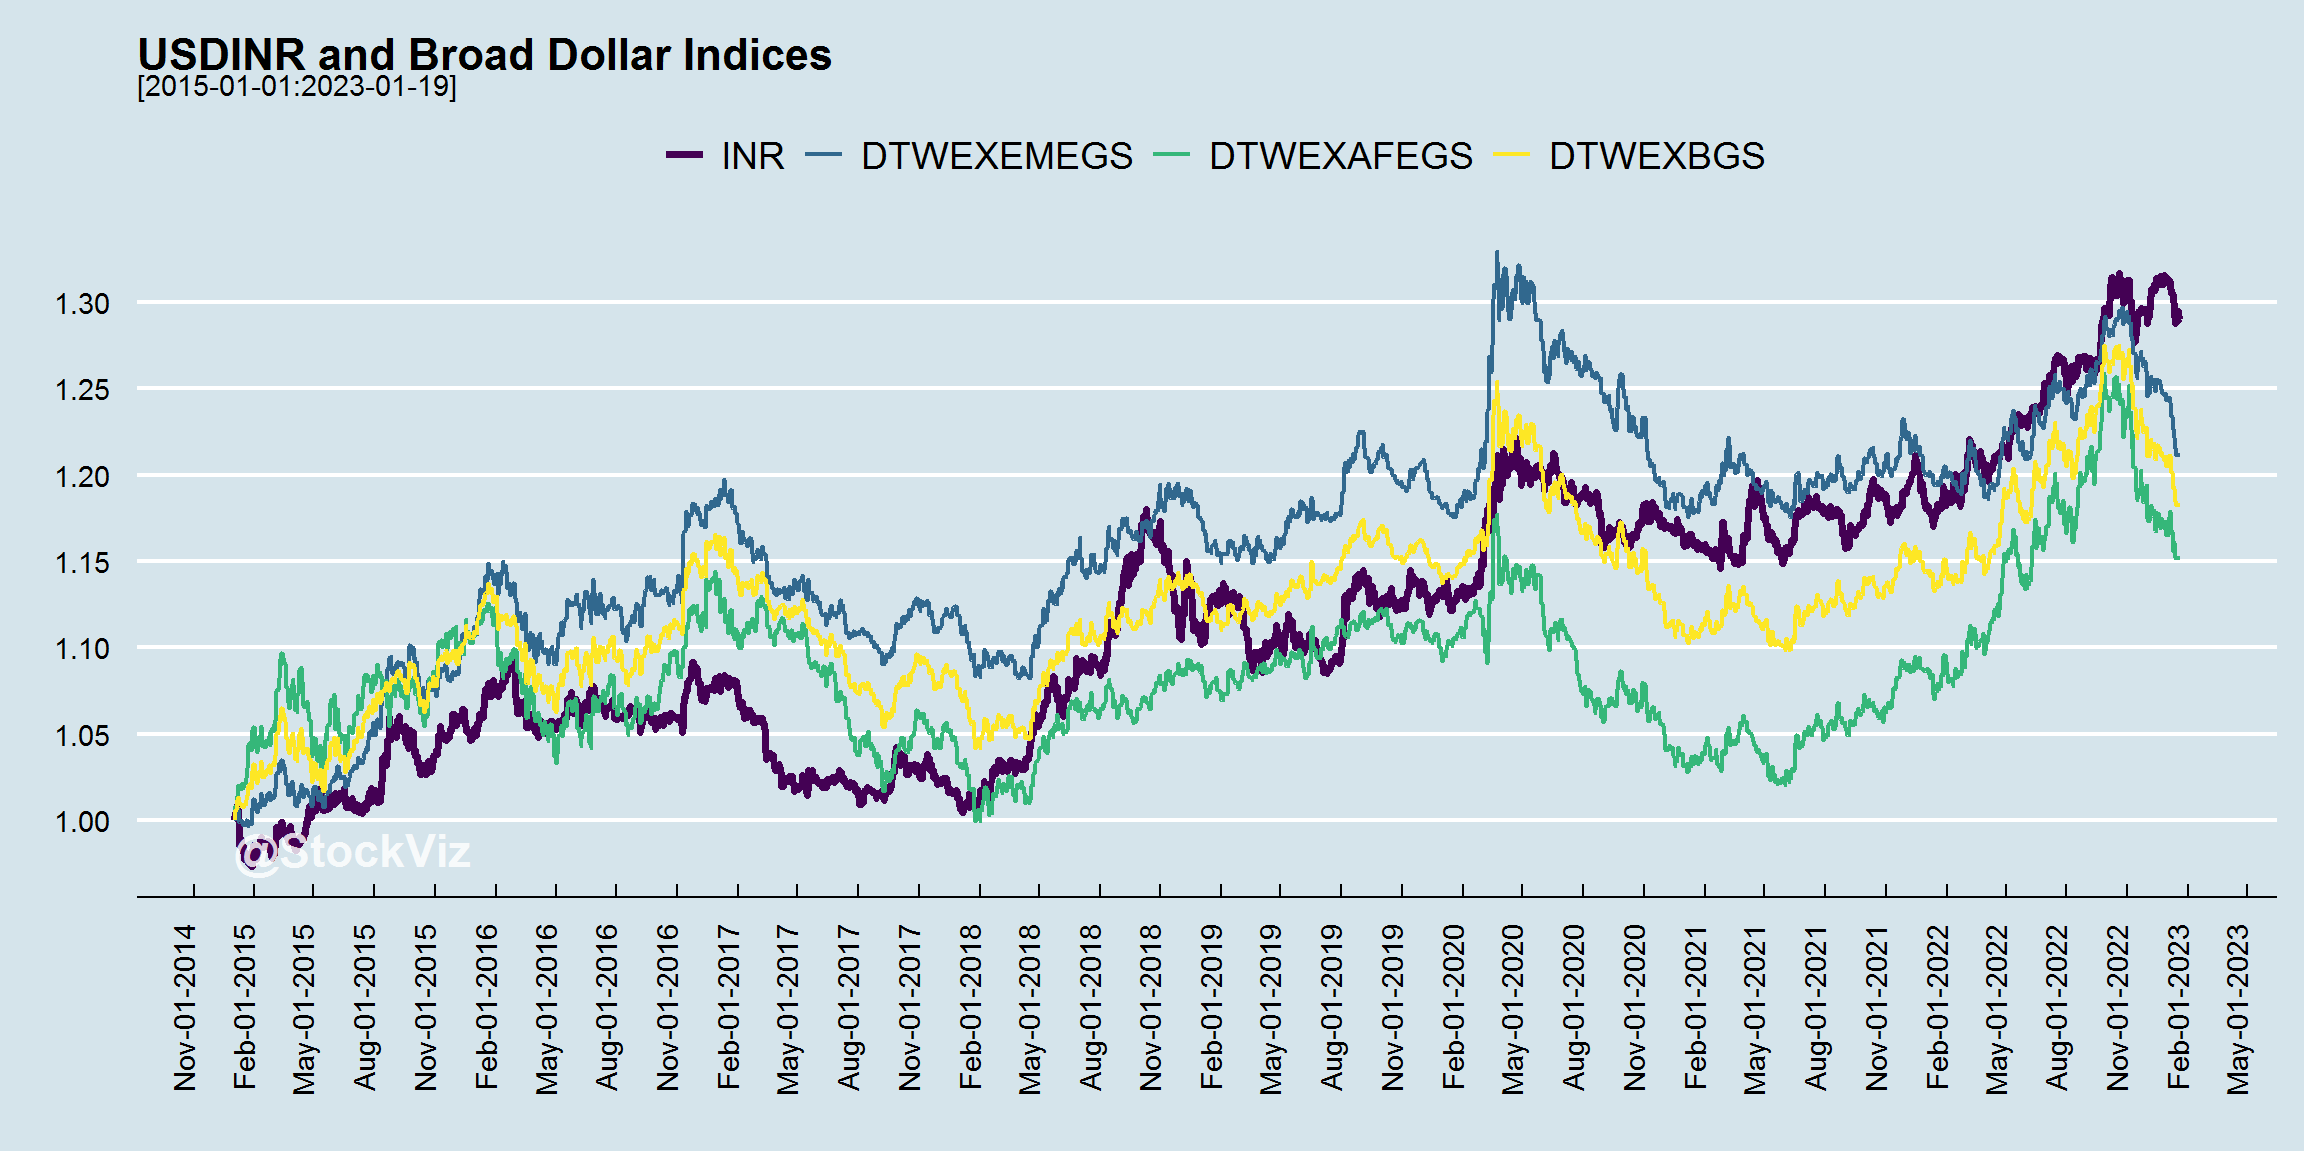 USDINR and Broad Dollar Indices
[2015-01-01:2023-01-19]
INR DTWEXEMEGS DTWEXAFEGS DTWEXBGS
1.30
1.25
1.20
1.15
1.10
1.05
1.00
@StockViz
Nov-01-2014
Feb-01-2015
May-01-2015
Aug-01-2015
Nov-01-2015
Feb-01-2016
May-01-2016
Aug-01-2016
Nov-01-2016
Feb-01-2017
May-01-2017
Aug-01-2017
Nov-01-2017
Feb-01-2018
May-01-2018
Aug-01-2018
Nov-01-2018
Feb-01-2019
May-01-2019
Aug-01-2019
Nov-01-2019
Feb-01-2020
May-01-2020
Aug-01-2020
Nov-01-2020
Feb-01-2021
May-01-2021
Aug-01-2021
Nov-01-2021
Feb-01-2022
May-01-2022
Aug-01-2022
Nov-01-2022
Feb-01-2023
May-01-2023